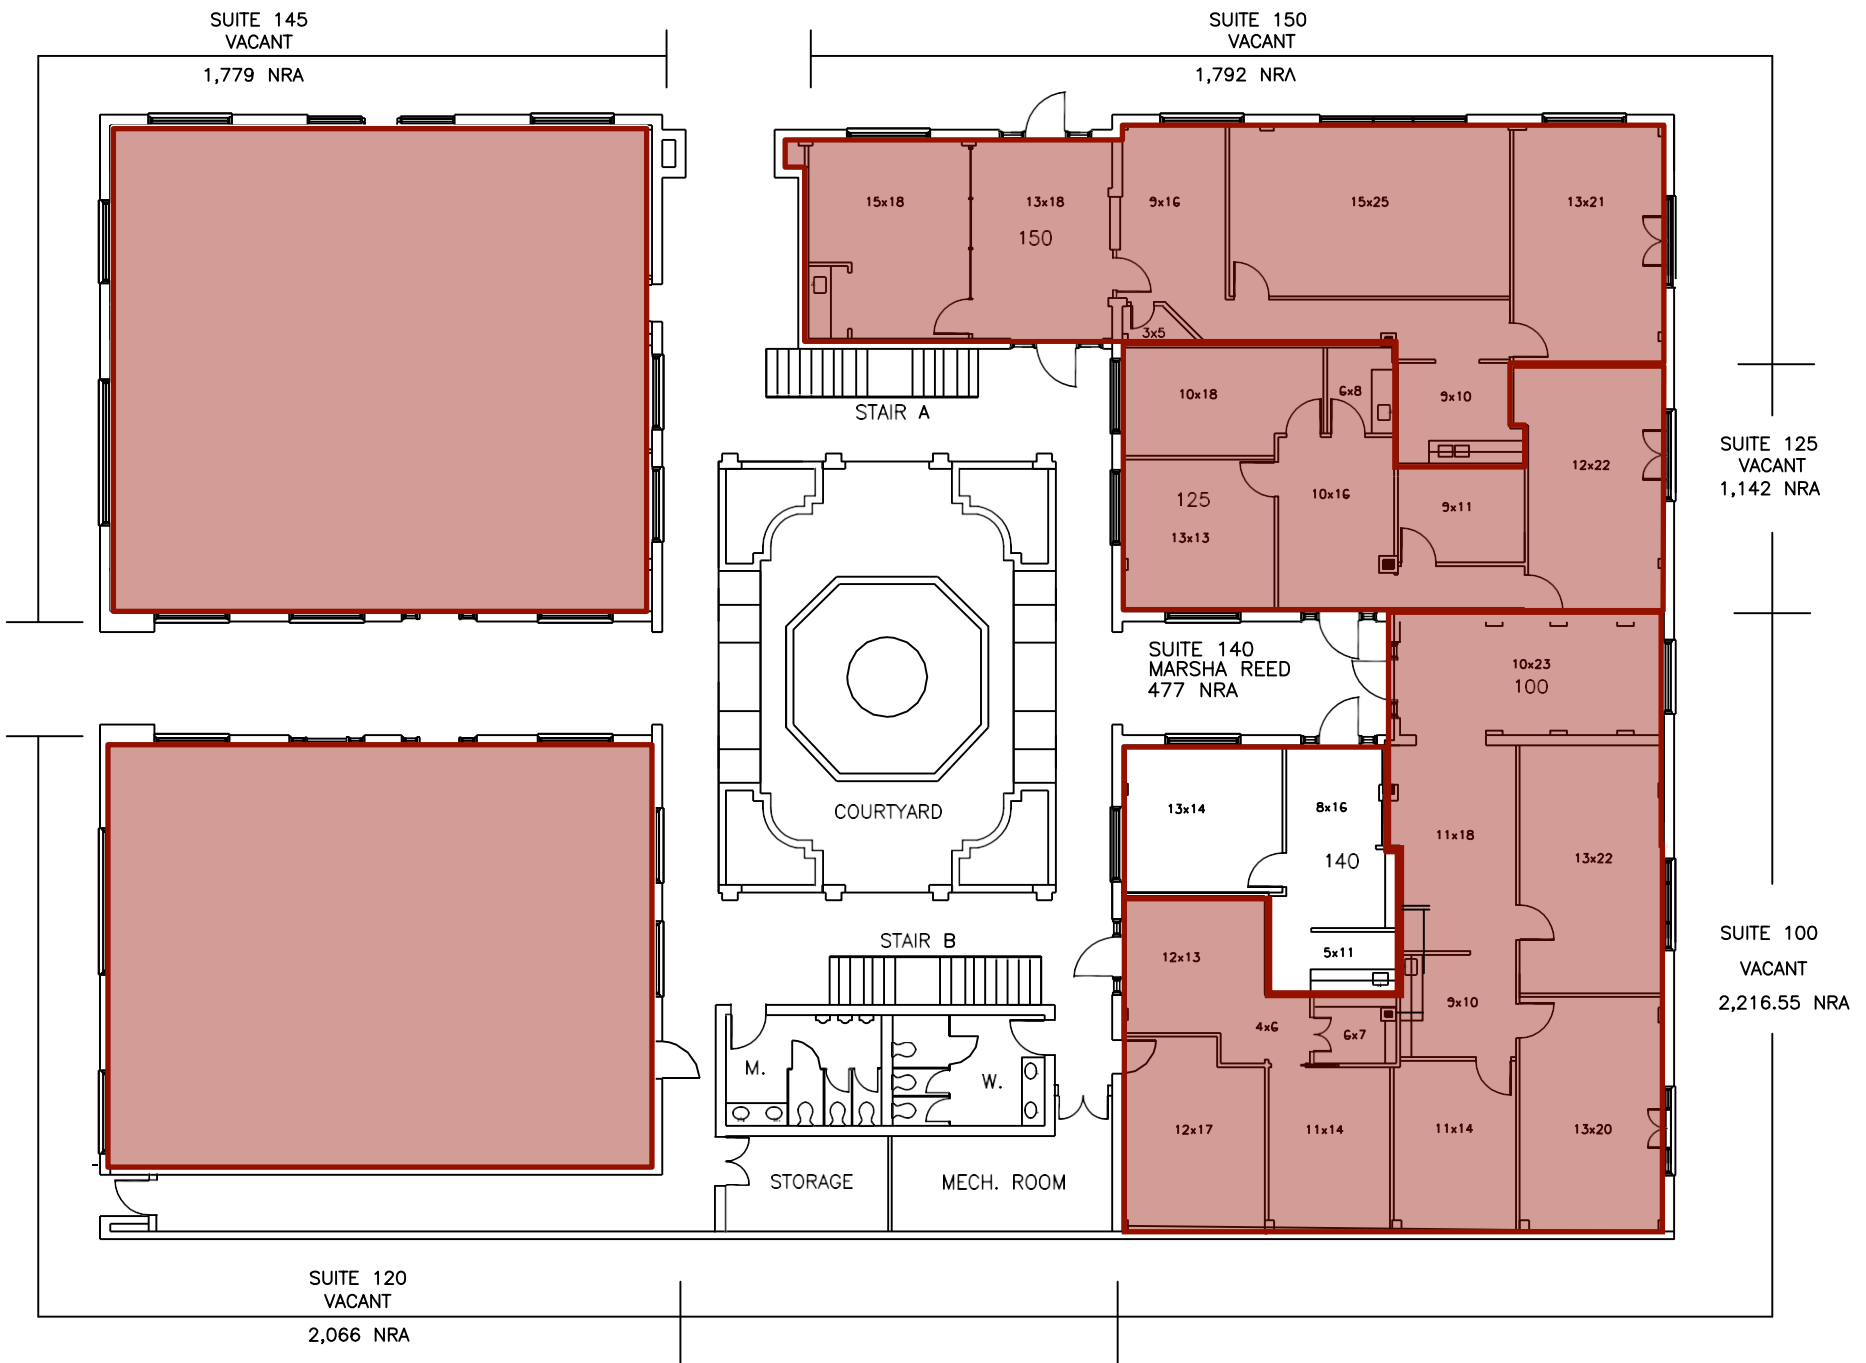 SUITE 145
VACANT
1,779 NRA
SUITE 150
VACANT
1,792 NRA
15x18
13x18
150
9x16
15x25
13x21
3x5
STAIR A
10x18
6x8
9x10
12x22
125
13x13
10x16
9x11
SUITE 125
VACANT
1,142 NRA
SUITE 140
MARSHA REED
477 NRA
10x23
100
COURTYARD
13x14
8x16
140
11x18
13x22
STAIR B
12x13
5x11
9x10
4x6
6x7
SUITE 100
VACANT
2,216.55 NRA
M.
W.
12x17
11x14
11x14
13x20
STORAGE
MECH. ROOM
SUITE 120
VACANT
2,066 NRA